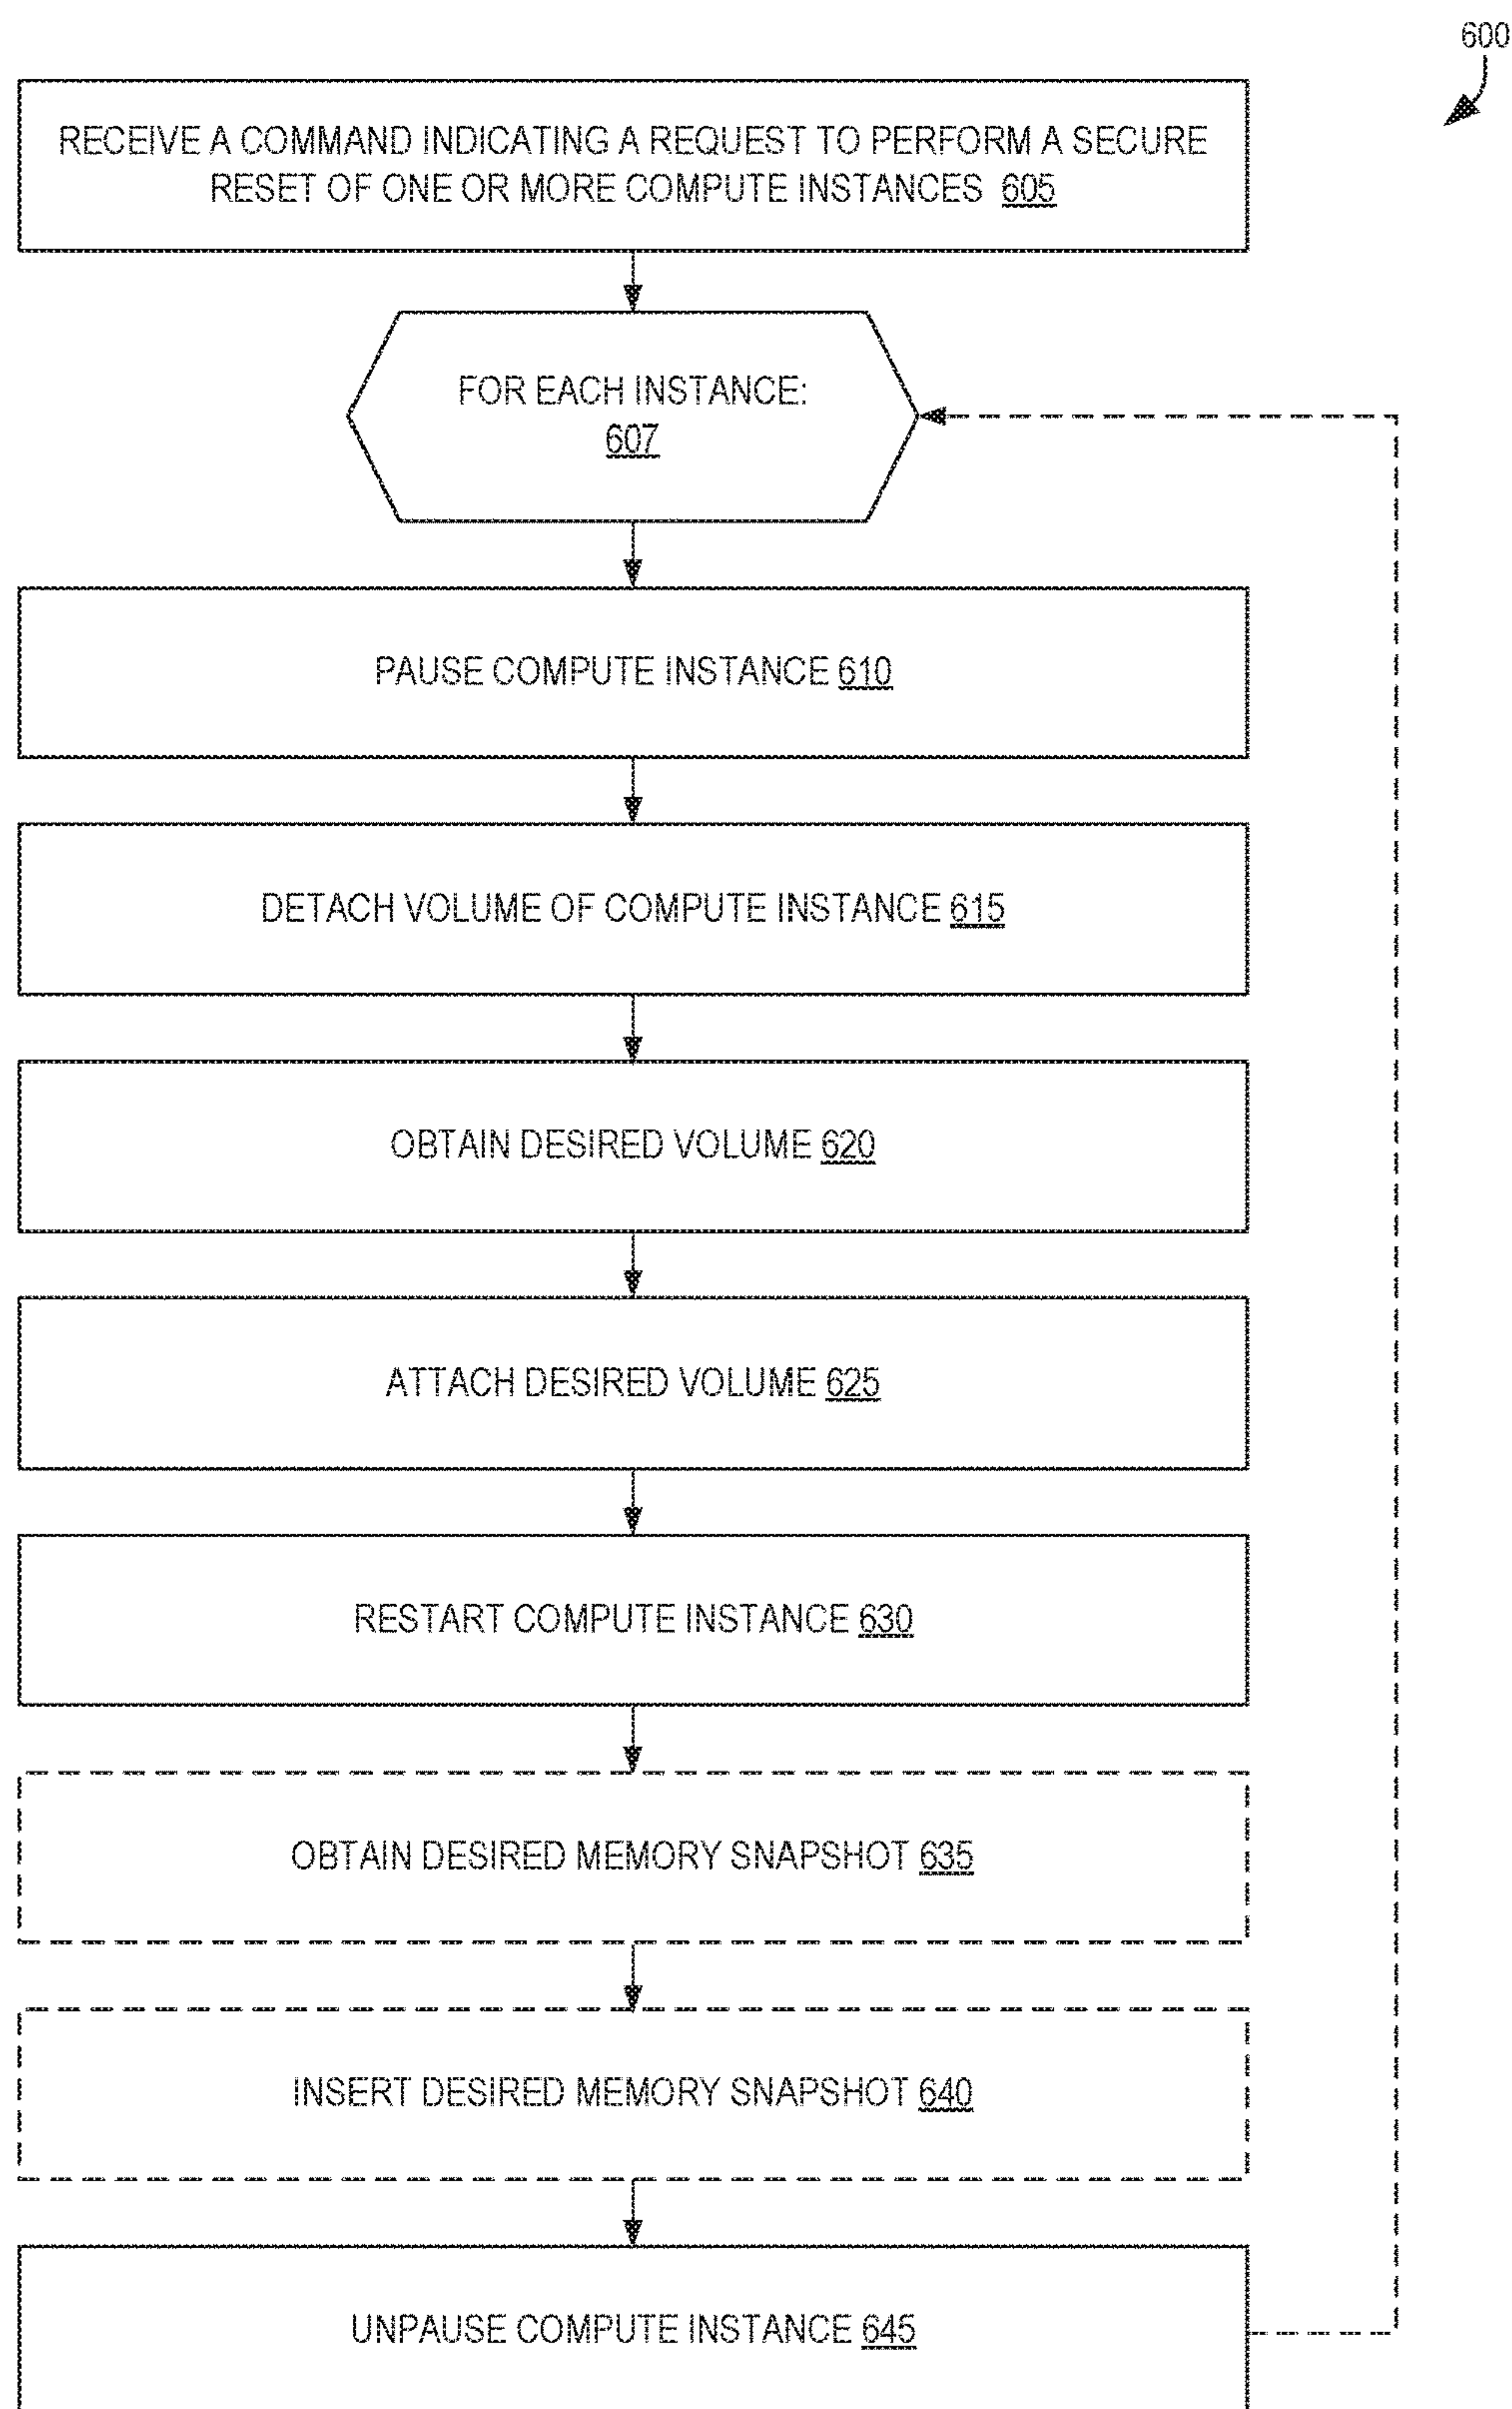 600
RECEIVE A COMMAND INDICATING A REQUEST TO PERFORM A SECURE
RESET OF ONE OR MORE COMPUTE INSTANCES 605
FOR EACH INSTANCE:
607
PAUSE COMPUTE INSTANCE 610
DETACH VOLUME OF COMPUTE INSTANCE 615
OBTAIN DESIRED VOLUME 620
ATTACH DESIRED VOLUME 625
RESTART COMPUTE INSTANCE 630
OBTAIN DESIRED MEMORY SNAPSHOT 635
INSERT DESIRED MEMORY SNAPSHOT 640
UNPAUSE COMPUTE INSTANCE 645